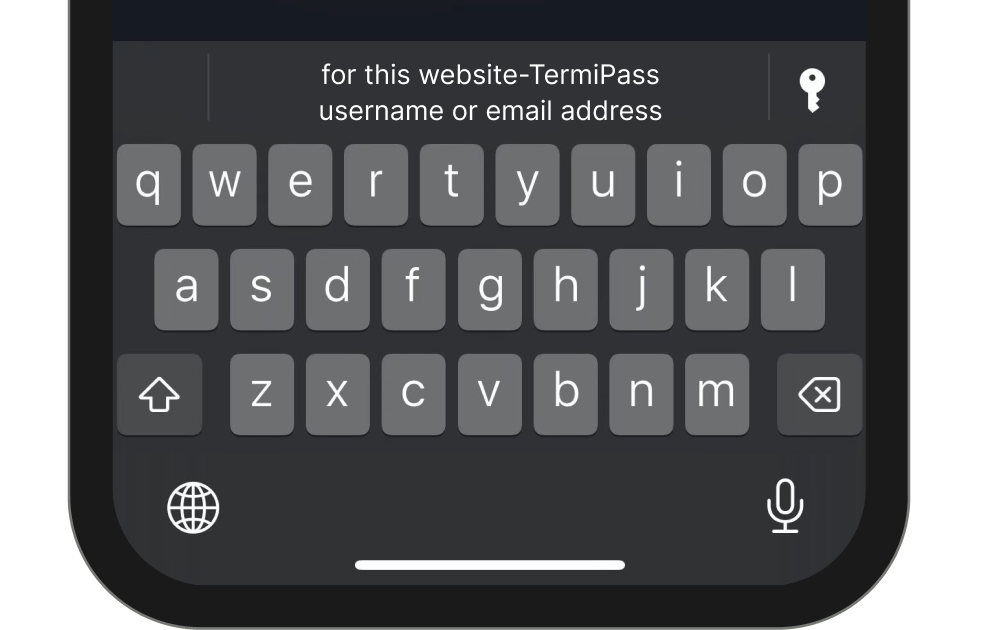 for this website-TermiPass
username or email address
q w e r t y u i o p
a s d f g h j k l
z x c v b n m